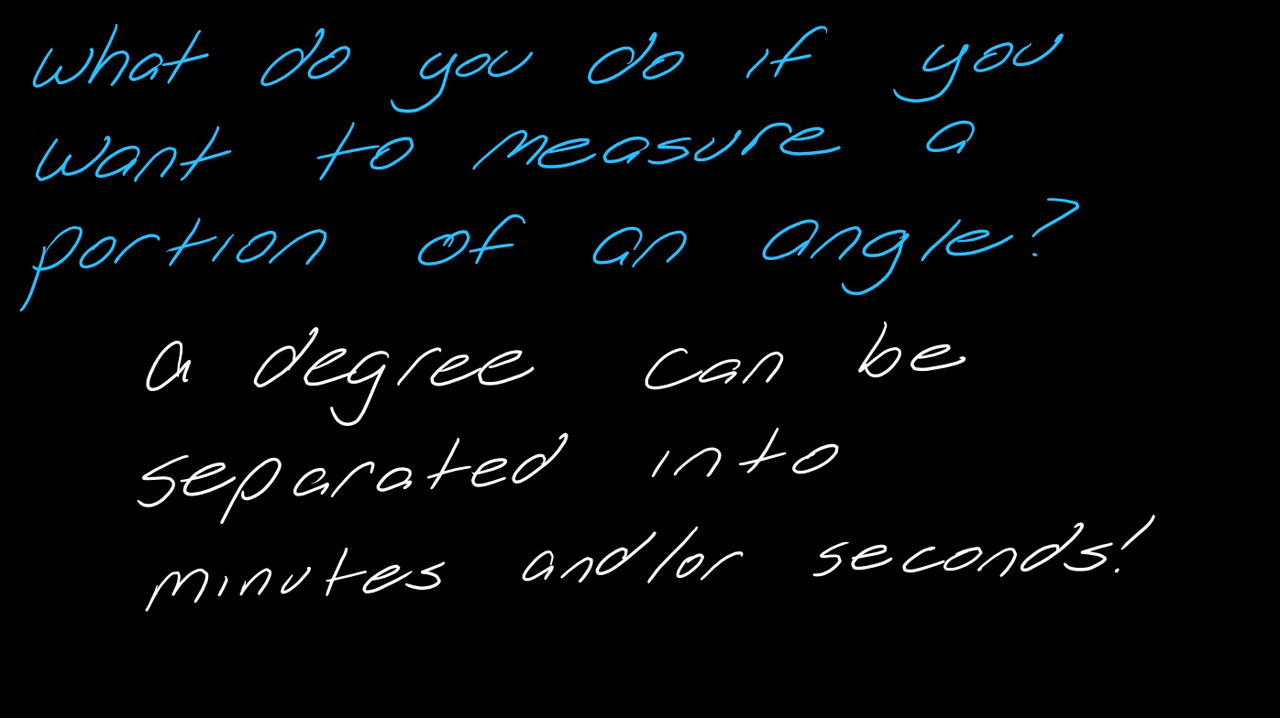 what do you do if you
want to measure a
portion of an angle?
a degree can be
separated into
minutes and/or seconds!